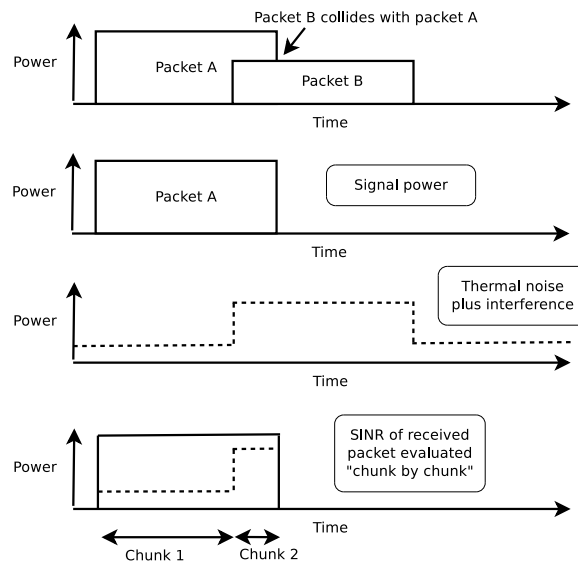 Packet B collides with packet A
Power
Packet A
Packet B
Time
Power
Packet A
Signal power
Time
Power
Thermal noise
plus interference
Time
Power
SINR of received
packet evaluated
"chunk by chunk"
Time
Chunk 1
Chunk 2